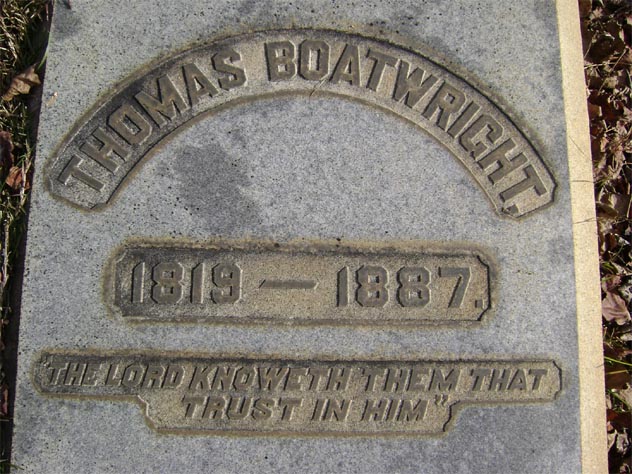 THOMAS BOATWRIGHT,
1819 — 1887.
"THE LORD KNOWETH THEM THAT
TRUST IN HIM"